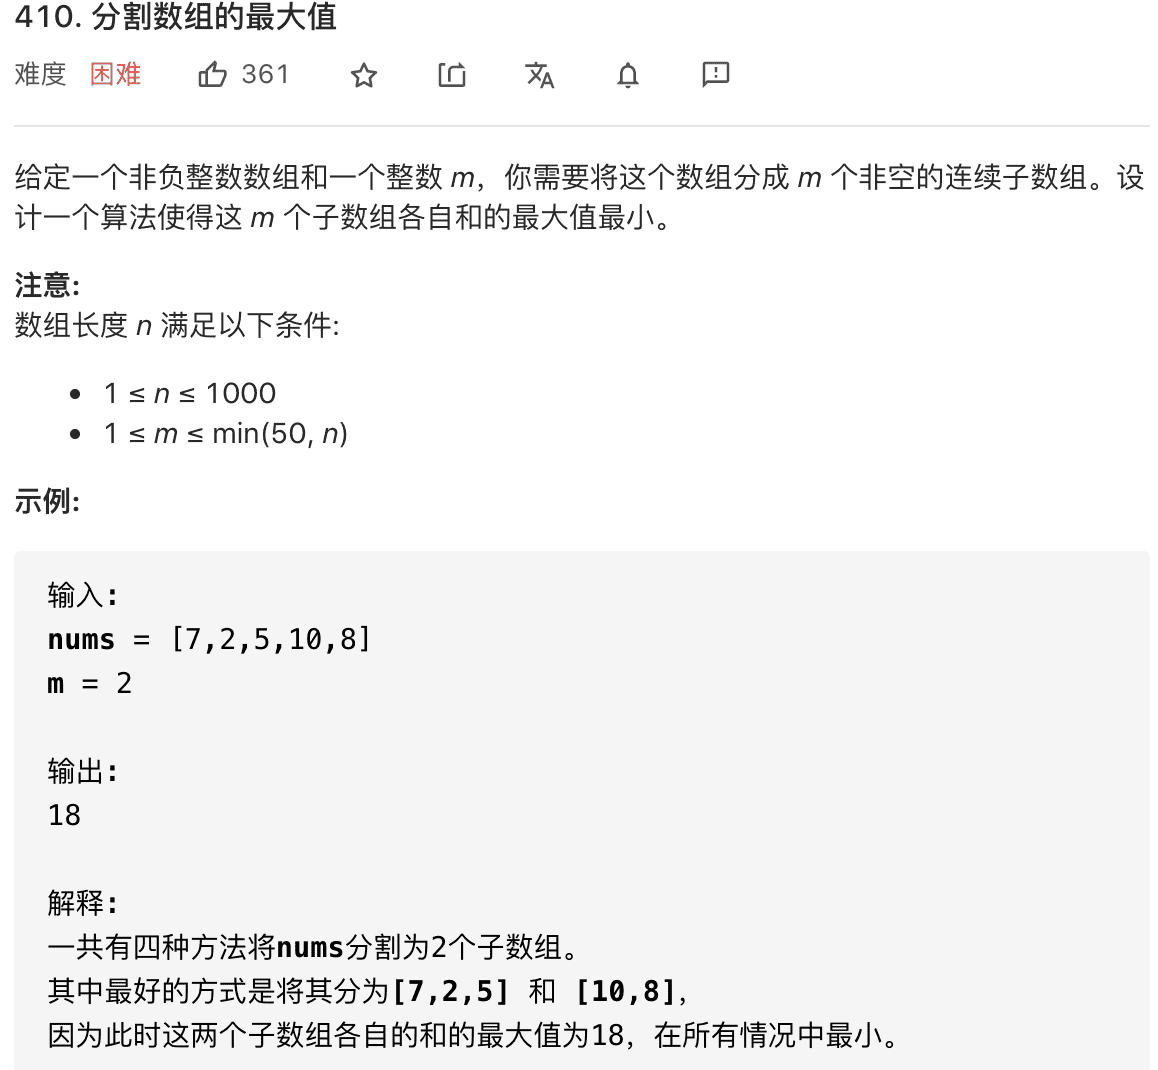 410. 分割数组的最大值
难度 困难 361
给定一个非负整数数组和一个整数 m，你需要将这个数组分成 m 个非空的连续子数组。设
计一个算法使得这 m 个子数组各自和的最大值最小。
注意:
数组长度 n 满足以下条件:
• 1 ≤ n ≤ 1000
• 1 ≤ m ≤ min(50, n)
示例:
输入:
nums = [7,2,5,10,8]
m = 2
输出:
18
解释:
一共有四种方法将nums分割为2个子数组。
其中最好的方式是将其分为[7,2,5] 和 [10,8]，
因为此时这两个子数组各自的和的最大值为18，在所有情况中最小。